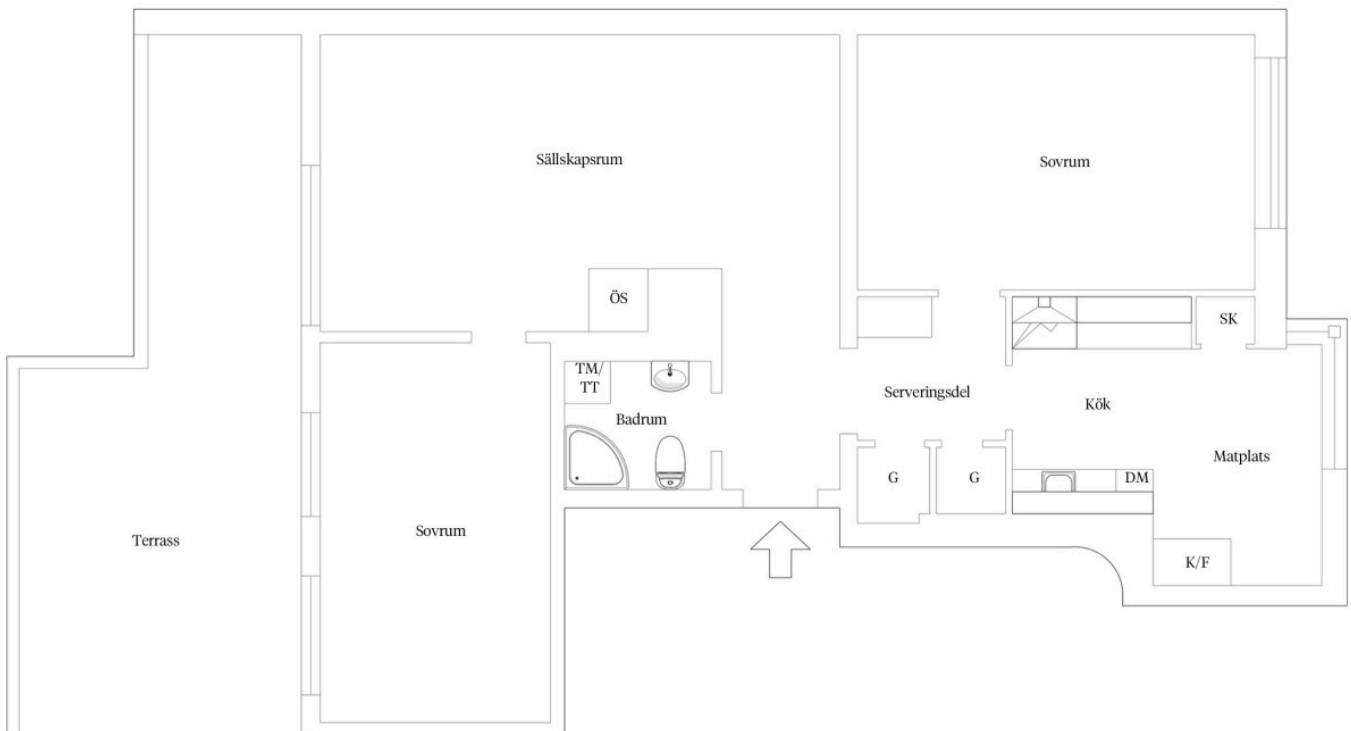 Sällskapsrum
Sovrum
ÖS
SK
TM/
TT
Badrum
Serveringsdel
Kök
Matplats
G
G
DM
Terrass
Sovrum
K/F